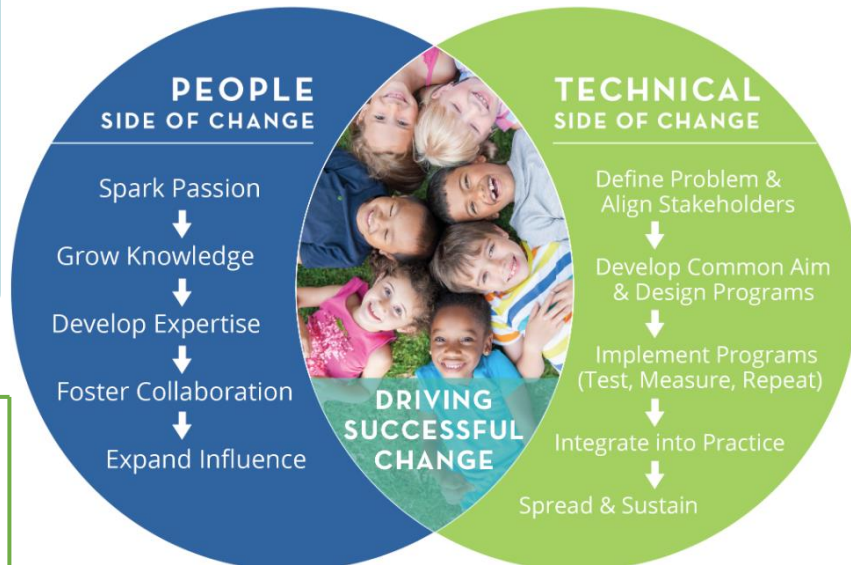 PEOPLE
SIDE OF CHANGE
Spark Passion
Grow Knowledge
Develop Expertise
Foster Collaboration
Expand Influence
DRIVING
SUCCESSFUL
CHANGE
TECHNICAL
SIDE OF CHANGE
Define Problem &
Align Stakeholders
Develop Common Aim
& Design Programs
Implement Programs
(Test, Measure, Repeat)
Integrate into Practice
Spread & Sustain